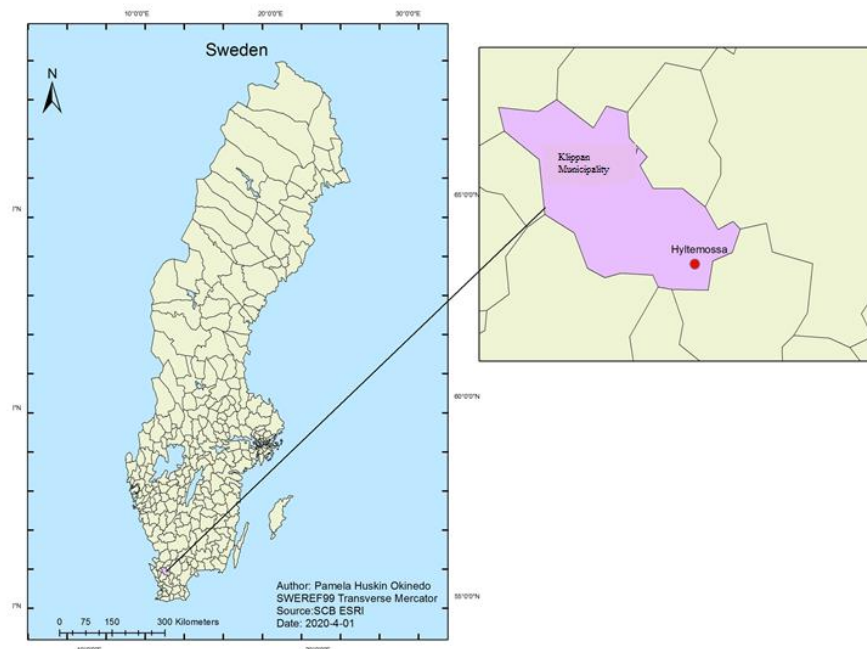 10°0'0"E
20°0'0"E
30°0'0"E
Sweden
N
Klippan
Municipality
65°0'0"N
Hyltemossa
60°0'0"N
Author: Pamela Huskin Okinedo
SWEREF99 Transverse Mercator
Source:SCB ESRI
Date: 2020-4-01
55°0'0"N
0 75 150 300 Kilometers